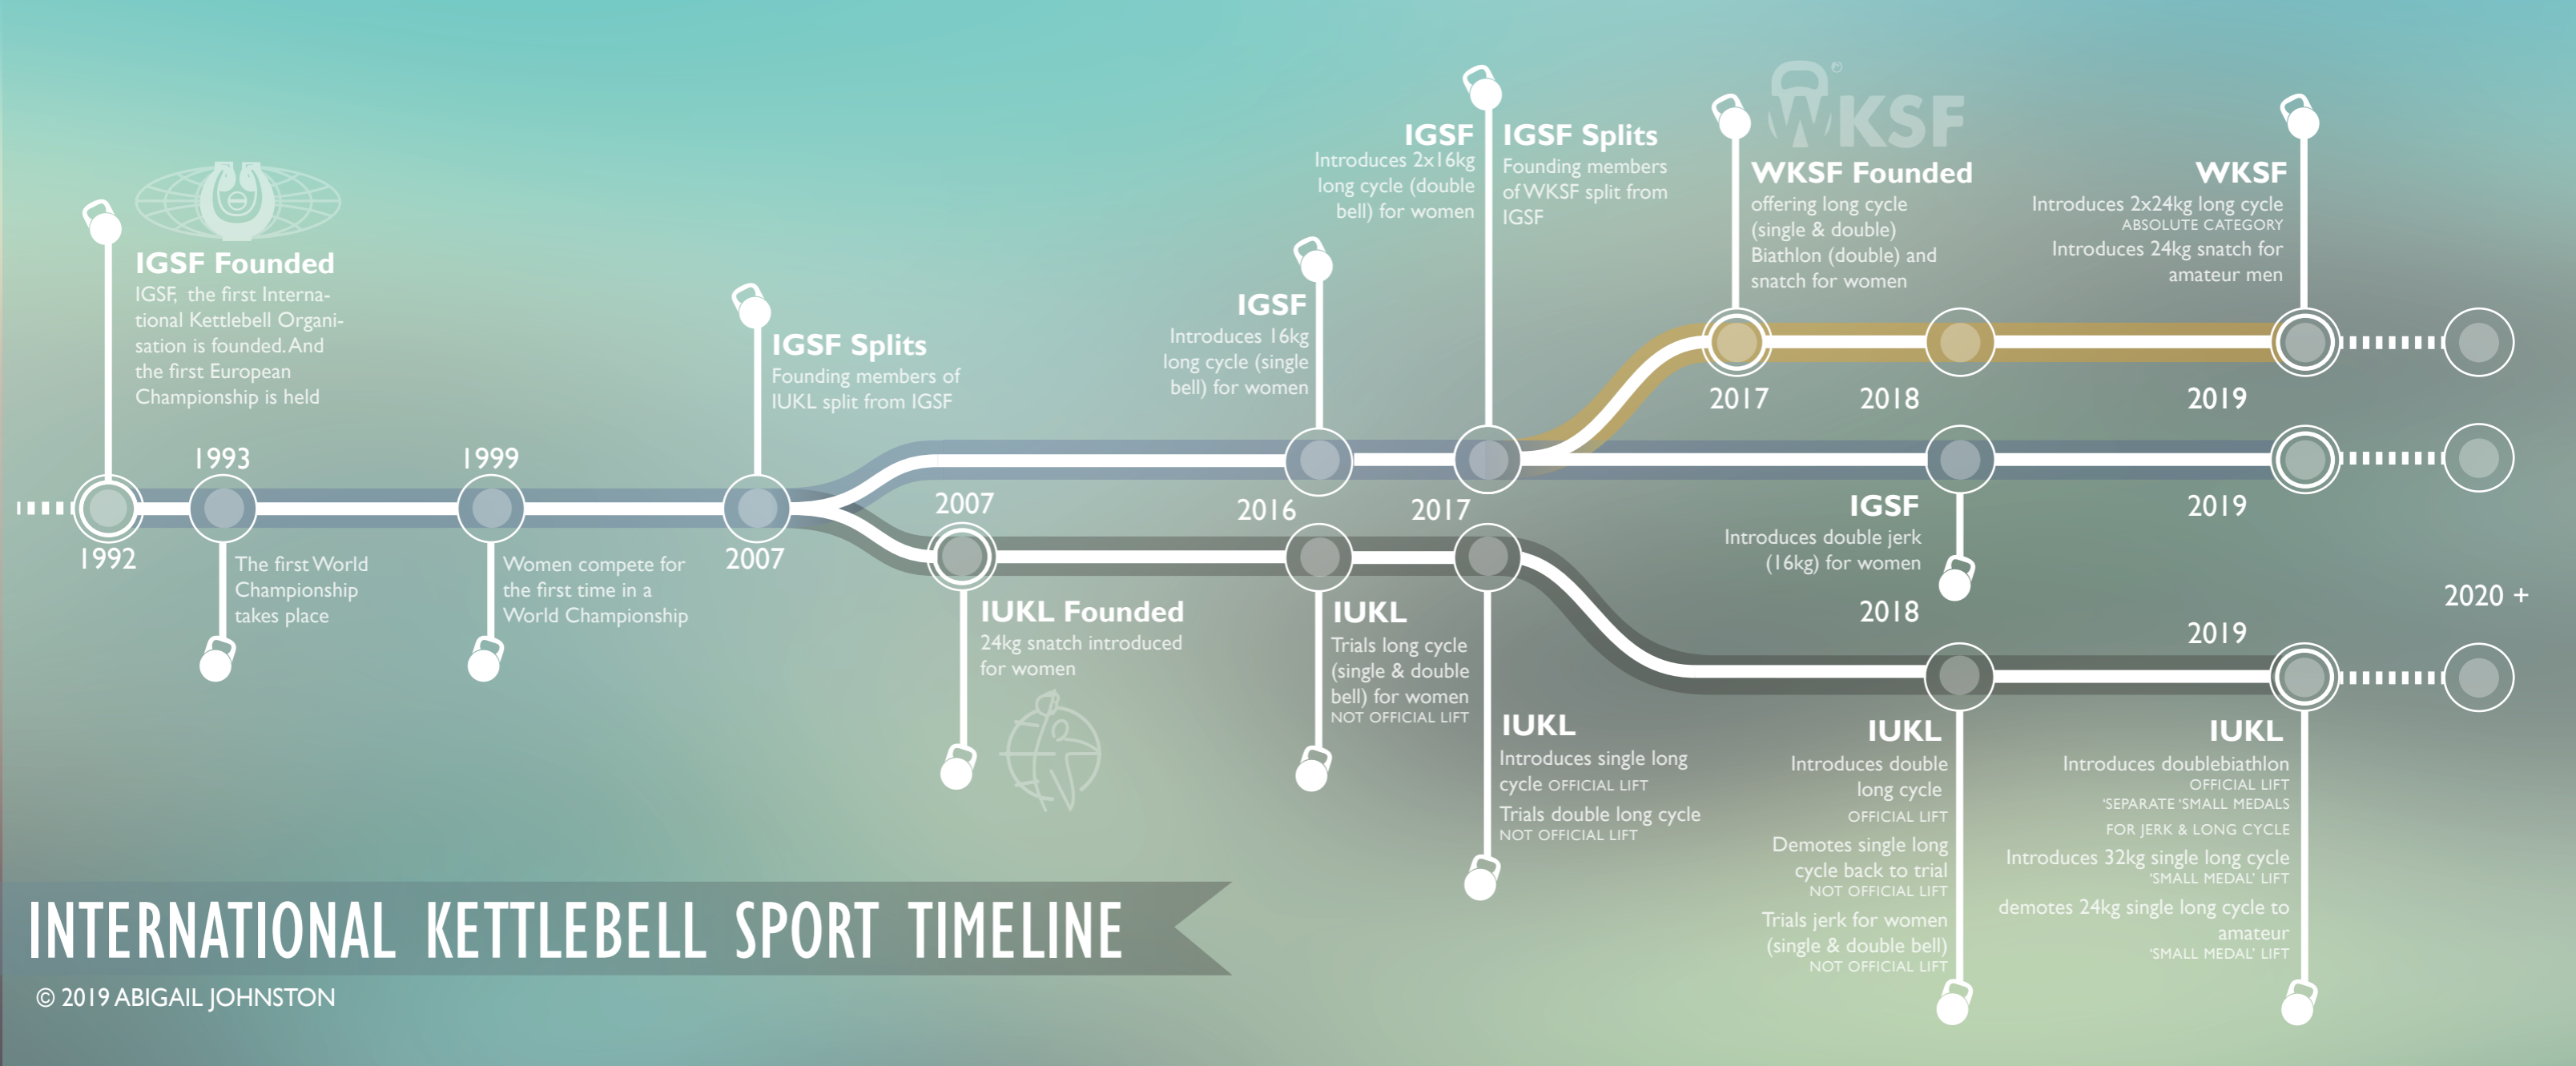 IGSF Founded
IGSF, the first Interna-
tional Kettlebell Organi-
sation is founded. And
the first European
Championship is held
1992
1993
The first World
Championship
takes place
1999
Women compete for
the first time in a
World Championship
IGSF Splits
Founding members of
IUKL split from IGSF
2007
2007
IUKL Founded
24kg snatch introduced
for women
IGSF
Introduces 16kg
long cycle (single
bell) for women
2016
IUKL
Trials long cycle
(single & double
bell) for women
NOT OFFICIAL LIFT
IGSF
Introduces 2x16kg
long cycle (double
bell) for women
IGSF Splits
Founding members
of WKSF split from
IGSF
2017
IUKL
Introduces single long
cycle OFFICIAL LIFT
Trials double long cycle
NOT OFFICIAL LIFT
WKSF
WKSF Founded
offering long cycle
(single & double)
Biathlon (double) and
snatch for women
2017
2018
IGSF
Introduces double jerk
(16kg) for women
2018
IUKL
Introduces double
long cycle
OFFICIAL LIFT
Demotes single long
cycle back to trial
NOT OFFICIAL LIFT
Trials jerk for women
(single & double bell)
NOT OFFICIAL LIFT
WKSF
Introduces 2x24kg long cycle
ABSOLUTE CATEGORY
Introduces 24kg snatch for
amateur men
2019
2019
2019
IUKL
Introduces doublebiathlon
OFFICIAL LIFT
‘SEPARATE ‘SMALL MEDALS
FOR JERK & LONG CYCLE
Introduces 32kg single long cycle
‘SMALL MEDAL’ LIFT
demotes 24kg single long cycle to
amateur
‘SMALL MEDAL’ LIFT
2020 +
INTERNATIONAL KETTLEBELL SPORT TIMELINE
© 2019 ABIGAIL JOHNSTON